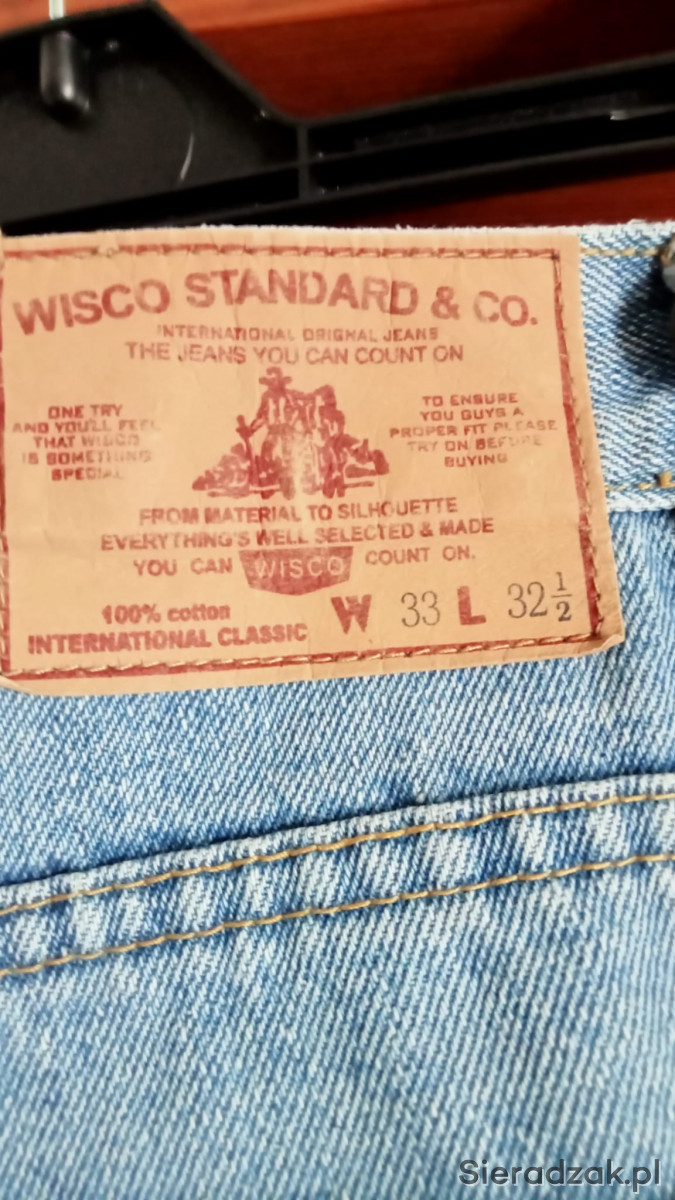 WISCO STANDARD & CO.
INTERNATIONAL ORIGNAL JEANS
THE JEANS YOU CAN COUNT ON
ONE TRY
AND YOU'LL FEEL
THAT WISCO
IS SOMETHING
SPECIAL
TO ENSURE
YOU GUYS A
PROPER FIT PLEASE
TRY ON BEFORE
BUYING
FROM MATERIAL TO SILHOUETTE
EVERYTHING'S WELL SELECTED & MADE
YOU CAN WISCO COUNT ON.
100% cotton
INTERNATIONAL CLASSIC
W 33 L 32 1/2
Sieradzak.pl